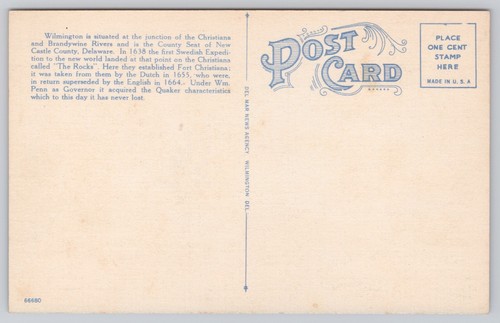 Wilmington is situated at the junction of the Christiana
and Brandywine Rivers and is the County Seat of New
Castle County, Delaware. In 1638 the first Swedish Expedi-
tion to the new world landed at that point on the Christiana
called "The Rocks". Here they established Fort Christiana;
it was taken from them by the Dutch in 1655, who were,
in return superseded by the English in 1664. Under Wm.
Penn as Governor it acquired the Quaker characteristics
which to this day it has never lost.
POST CARD
PLACE
ONE CENT
STAMP
HERE
MADE IN U. S. A
DEL MAR NEWS AGENCY WILMINGTON DEL.
66680